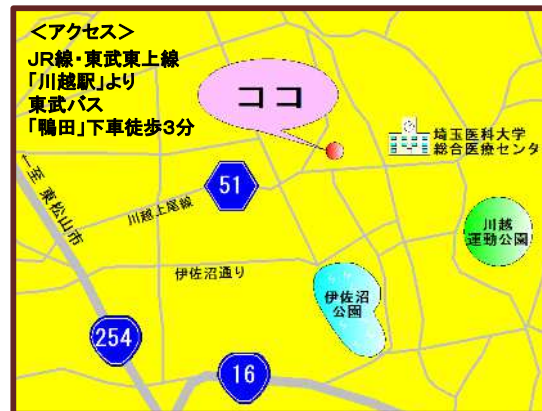 ＜アクセス＞
JR線・東武東上線
「川越駅」より
東武バス
「鴨田」下車徒歩3分
ココ
埼玉医科大学
総合医療センタ
51
川越上尾線
←至 東松山市
川越
運動公園
伊佐沼通り
伊佐沼
公園
254
16